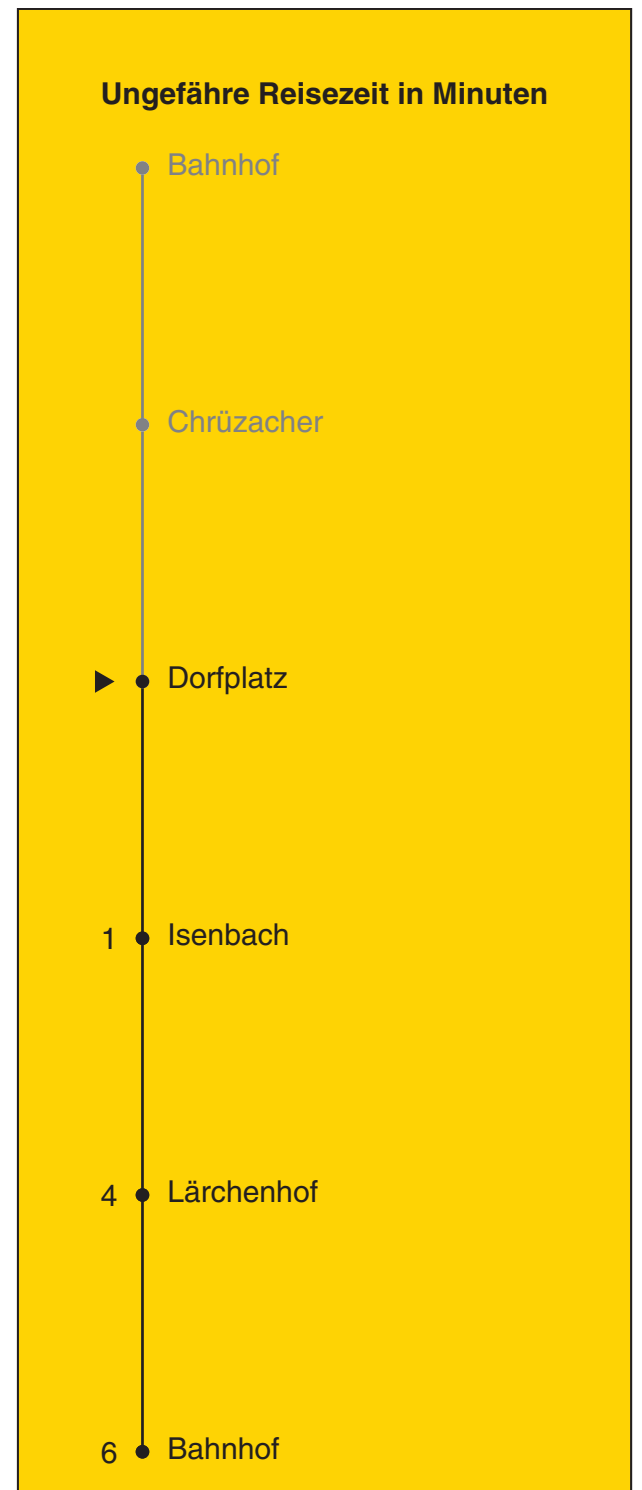 Ungefähre Reisezeit in Minuten
Bahnhof
Chrüzacher
Dorfplatz
1 Isenbach
4 Lärchenhof
6 Bahnhof